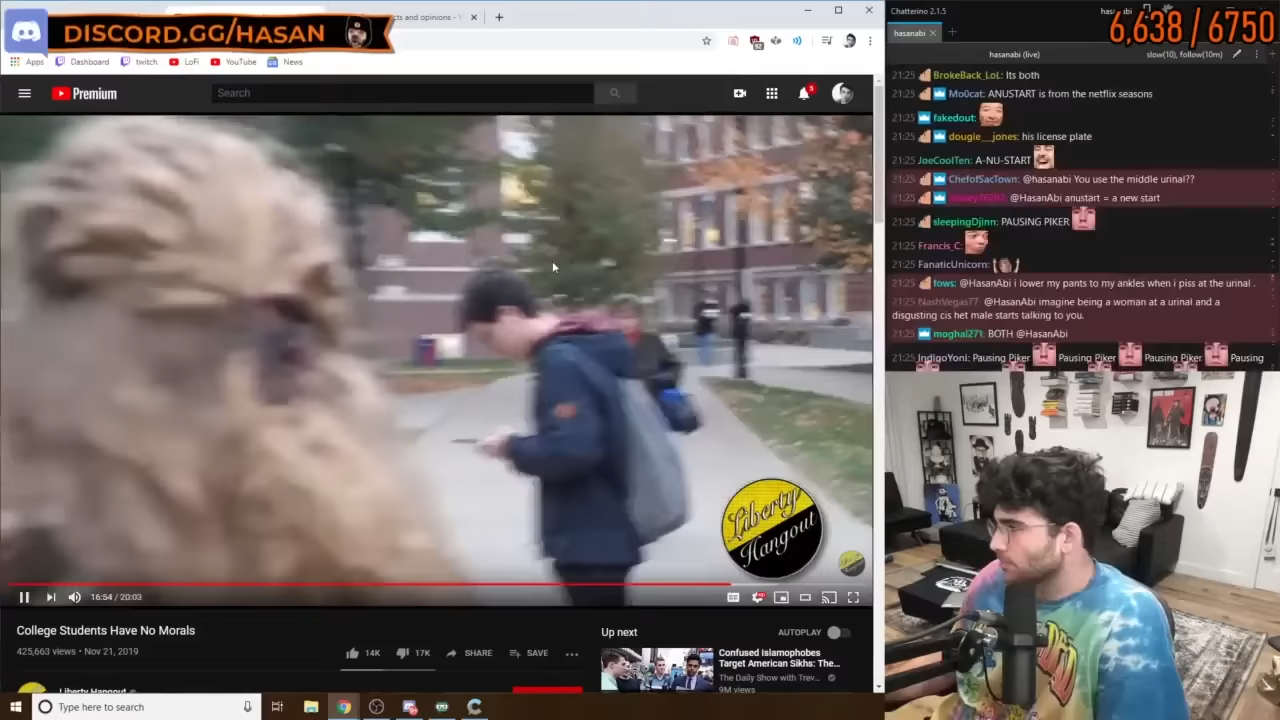 DISCORD.GG/HASAN
cts and opinions -
Chatterino 2.1.5
6,638 / 6750
hasanabi
hasanabi (live)
slow(10), follow(10m)
Apps
Dashboard
twitch
LoFi
YouTube
News
92
Premium
Search
5
21:25 BrokeBack_LoL: Its both
21:25 Mo0cat: ANUSTART is from the netflix seasons
21:25 fakedout:
21:25 dougie__jones: his license plate
21:25 JoeCoolTen: A-NU-START
21:25 ChefofSacTown: @hasanabi You use the middle urinal??
21:25 @HasanAbi anustart = a new start
21:25 sleepingDjinn: PAUSING PIKER
21:25 Francis_C:
21:25 FanaticUnicorn:
21:25 fows: @HasanAbi i lower my pants to my ankles when i piss at the urinal .
21:25 NashVegas77: @HasanAbi imagine being a woman at a urinal and a
disgusting cis het male starts talking to you.
21:25 moghal271: BOTH @HasanAbi
21:25 IndigoYoni: Pausing Piker Pausing Piker Pausing Piker Pausing
Liberty
Hangout
16:54 / 20:03
College Students Have No Morals
425,663 views • Nov 21, 2019
14K
17K
SHARE
SAVE
Liberty Hangout
Up next
AUTOPLAY
Confused Islamophobes
Target American Sikhs: The...
The Daily Show with Trev...
9M views
Type here to search